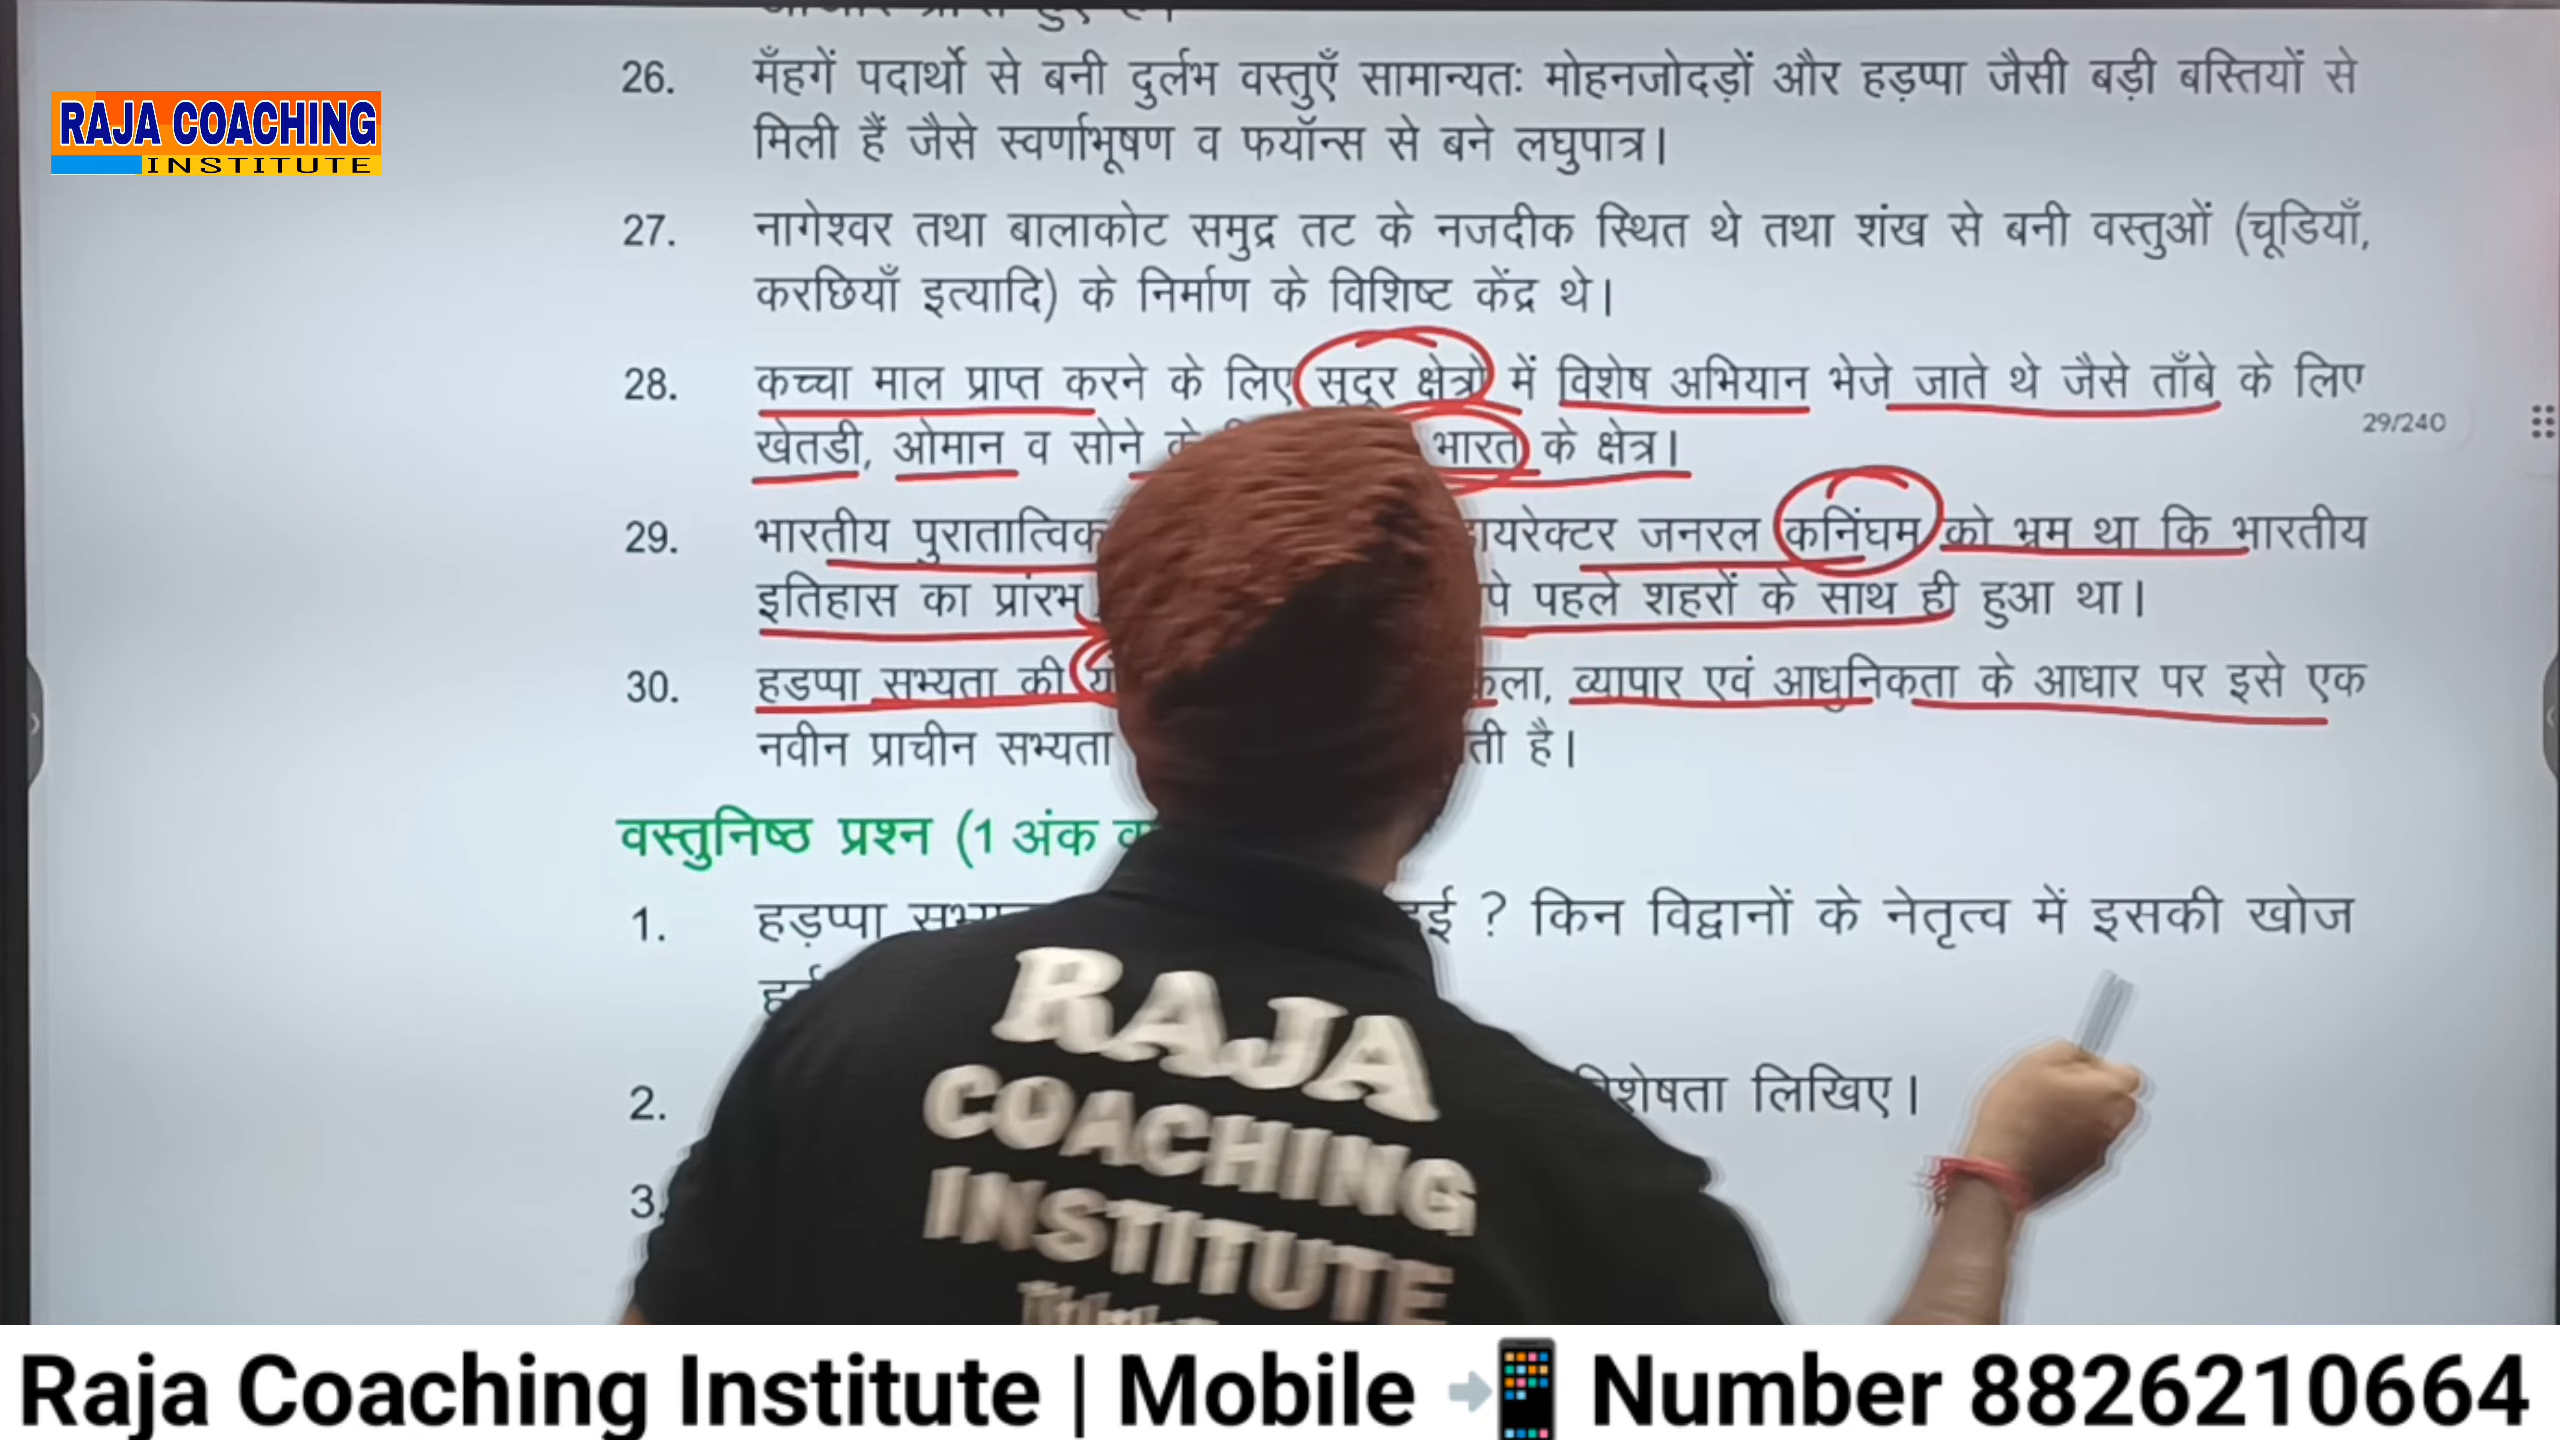 RAJA COACHING
INSTITUTE
26. मँहगें पदार्थो से बनी दुर्लभ वस्तुएँ सामान्यतः मोहनजोदड़ों और हड़प्पा जैसी बड़ी बस्तियों से
मिली हैं जैसे स्वर्णाभूषण व फयॉन्स से बने लघुपात्र।
27. नागेश्वर तथा बालाकोट समुद्र तट के नजदीक स्थित थे तथा शंख से बनी वस्तुओं (चूडियाँ,
करछियाँ इत्यादि) के निर्माण के विशिष्ट केंद्र थे।
28. कच्चा माल प्राप्त करने के लिए सुदूर क्षेत्रों में विशेष अभियान भेजे जाते थे जैसे ताँबे के लिए
29/240
खेतडी, ओमान व सोने भारत के क्षेत्र।
29. भारतीय पुरातात्विक जनरल कनिंघम को भ्रम था कि भारतीय
इतिहास का प्रांरभ पहले शहरों के साथ ही हुआ था।
30. हडप्पा सभ्यता की व्यापार एवं आधुनिकता के आधार पर इसे एक
नवीन प्राचीन सभ्यता है।
वस्तुनिष्ठ प्रश्न (1 अंक
1. हड़प्पा ? किन विद्वानों के नेतृत्व में इसकी खोज
2. लिखिए।
3.
RAJA
COACHING
INSTITUTE
Raja Coaching Institute | Mobile Number 8826210664